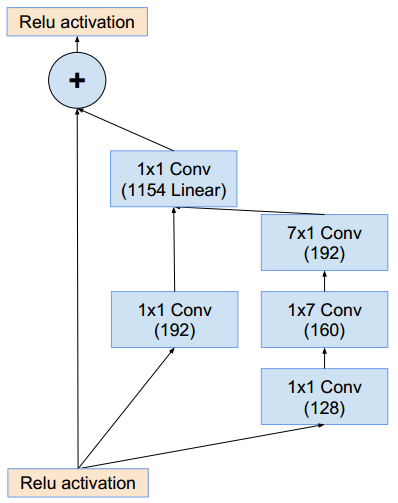 Relu activation
+
1x1 Conv
(1154 Linear)
7x1 Conv
(192)
1x1 Conv
(192)
1x7 Conv
(160)
1x1 Conv
(128)
Relu activation